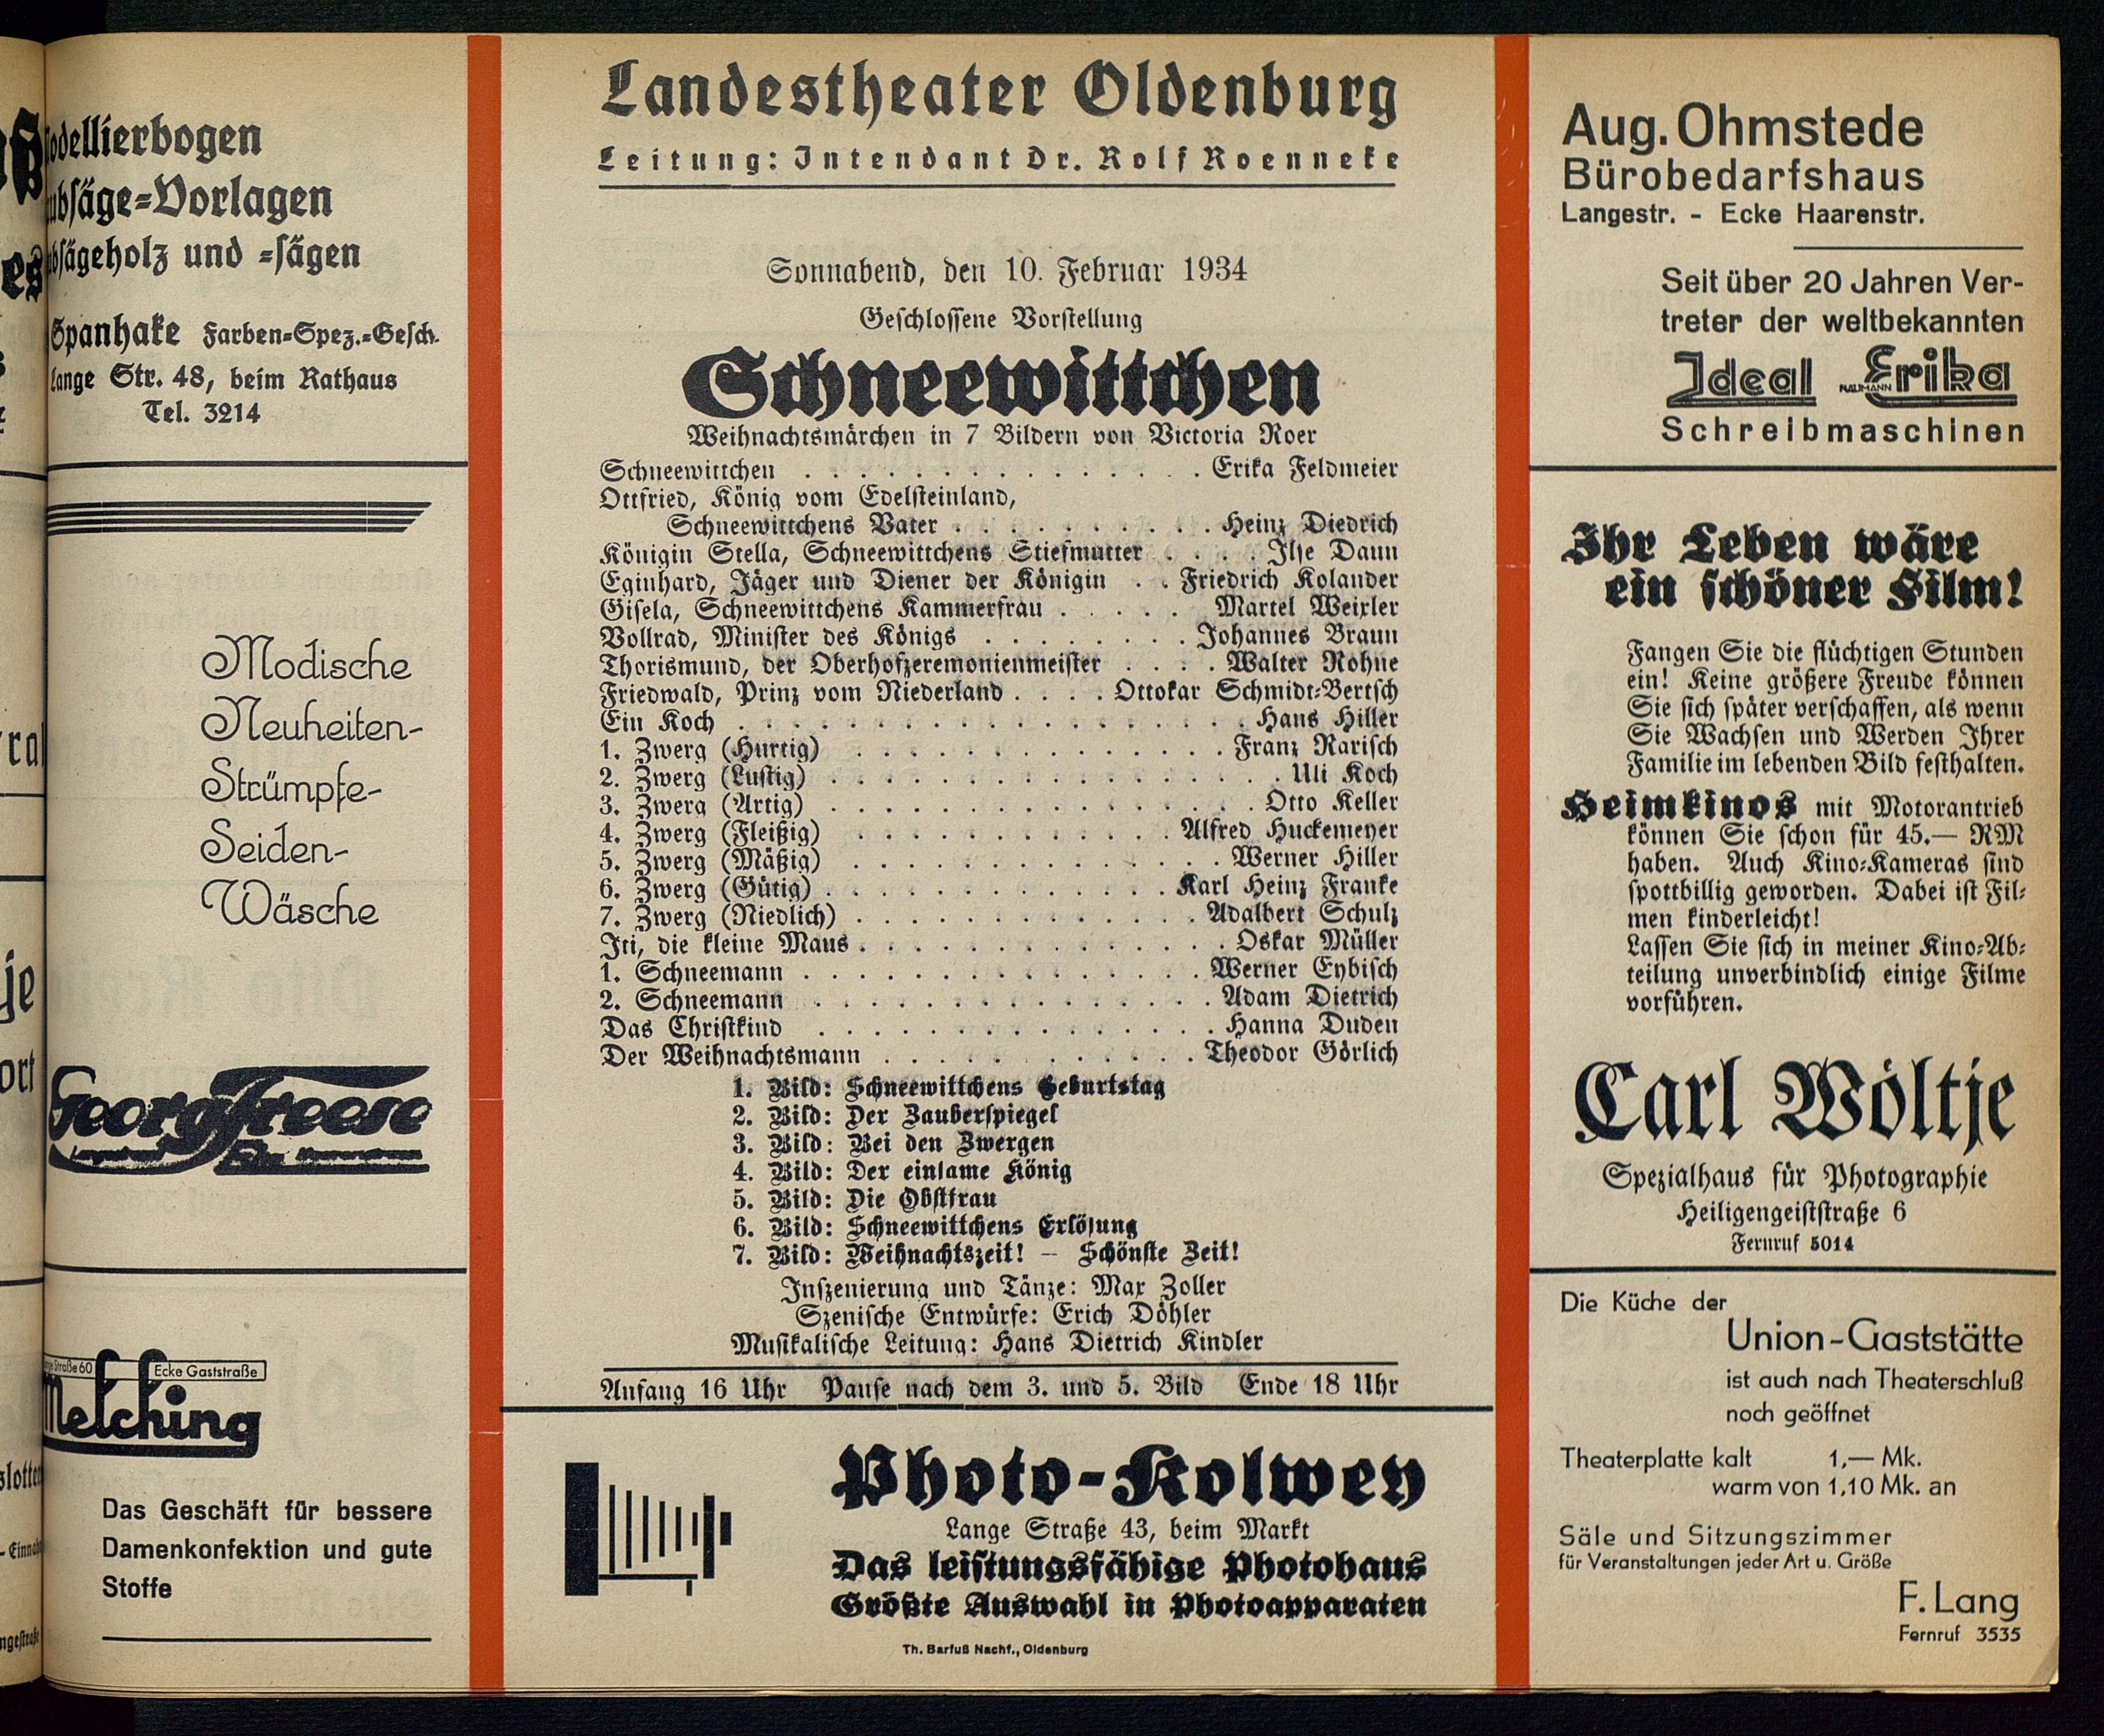 odellierbogen
ubsäge=Vorlagen
bsägeholz und =sägen
Spanhake Farben=Spez.=Gesch.
Lange Str. 48, beim Rathaus
Tel. 3214
Modische
Neuheiten-
Strümpfe-
Seiden-
Wäsche
Georg Freese
Straße 60
Ecke Gaststraße
Melching
Das Geschäft für bessere
Damenkonfektion und gute
Stoffe
Landestheater Oldenburg
Leitung: Intendant Dr. Rolf Roenneke
Sonnabend, den 10. Februar 1934
Geschlossene Vorstellung
Schneewittchen
Weihnachtsmärchen in 7 Bildern von Victoria Roer
Schneewittchen . . . . . . . . . . . . . . . Erika Feldmeier
Ottfried, König vom Edelsteinland,
Schneewittchens Vater . . . . . . . . . . Heinz Diedrich
Königin Stella, Schneewittchens Stiefmutter . . . . Ilse Daun
Eginhard, Jäger und Diener der Königin . . Friedrich Kolander
Gisela, Schneewittchens Kammerfrau . . . . . Martel Weixler
Vollrad, Minister des Königs . . . . . . . . Johannes Braun
Thorismund, der Oberhofzeremonienmeister . . . . Walter Rohne
Friedwald, Prinz vom Niederland . . . . Ottokar Schmidt=Bertsch
Ein Koch . . . . . . . . . . . . . . . . . . . Hans Hiller
1. Zwerg (Hurtig) . . . . . . . . . . . . . . Franz Rarisch
2. Zwerg (Lustig) . . . . . . . . . . . . . . . . . Uli Koch
3. Zwerg (Artig) . . . . . . . . . . . . . . . . Otto Keller
4. Zwerg (Fleißig) . . . . . . . . . . . . Alfred Huckemeyer
5. Zwerg (Mäßig) . . . . . . . . . . . . . . Werner Hiller
6. Zwerg (Gütig) . . . . . . . . . . . . . Karl Heinz Franke
7. Zwerg (Niedlich) . . . . . . . . . . . . . Adalbert Schulz
Iti, die kleine Maus . . . . . . . . . . . . . . Oskar Müller
1. Schneemann . . . . . . . . . . . . . . . Werner Eybisch
2. Schneemann . . . . . . . . . . . . . . . Adam Dietrich
Das Christkind . . . . . . . . . . . . . . . Hanna Duden
Der Weihnachtsmann . . . . . . . . . . . . Theodor Görlich
1. Bild: Schneewittchens Geburtstag
2. Bild: Der Zauberspiegel
3. Bild: Bei den Zwergen
4. Bild: Der einsame König
5. Bild: Die Obstfrau
6. Bild: Schneewittchens Erlösung
7. Bild: Weihnachtszeit! – Schönste Zeit!
Inszenierung und Tänze: Max Zoller
Szenische Entwürfe: Erich Döhler
Musikalische Leitung: Hans Dietrich Kindler
Anfang 16 Uhr Pause nach dem 3. und 5. Bild Ende 18 Uhr
Photo-Kolwey
Lange Straße 43, beim Markt
Das leistungsfähige Photohaus
Größte Auswahl in Photoapparaten
Th. Barfuß Nachf., Oldenburg
Aug. Ohmstede
Bürobedarfshaus
Langestr. - Ecke Haarenstr.
Seit über 20 Jahren Ver-
treter der weltbekannten
Ideal NAUMANN Erika
Schreibmaschinen
Ihr Leben wäre
ein schöner Film!
Fangen Sie die flüchtigen Stunden
ein! Keine größere Freude können
Sie sich später verschaffen, als wenn
Sie Wachsen und Werden Ihrer
Familie im lebenden Bild festhalten.
Heimkinos mit Motorantrieb
können Sie schon für 45.— RM
haben. Auch Kino=Kameras sind
spottbillig geworden. Dabei ist Fil=
men kinderleicht!
Lassen Sie sich in meiner Kino=Ab=
teilung unverbindlich einige Filme
vorführen.
Carl Wöltje
Spezialhaus für Photographie
Heiligengeiststraße 6
Fernruf 5014
Die Küche der
Union-Gaststätte
ist auch nach Theaterschluß
noch geöffnet
Theaterplatte kalt 1,— Mk.
warm von 1,10 Mk. an
Säle und Sitzungszimmer
für Veranstaltungen jeder Art u. Größe
F. Lang
Fernruf 3535